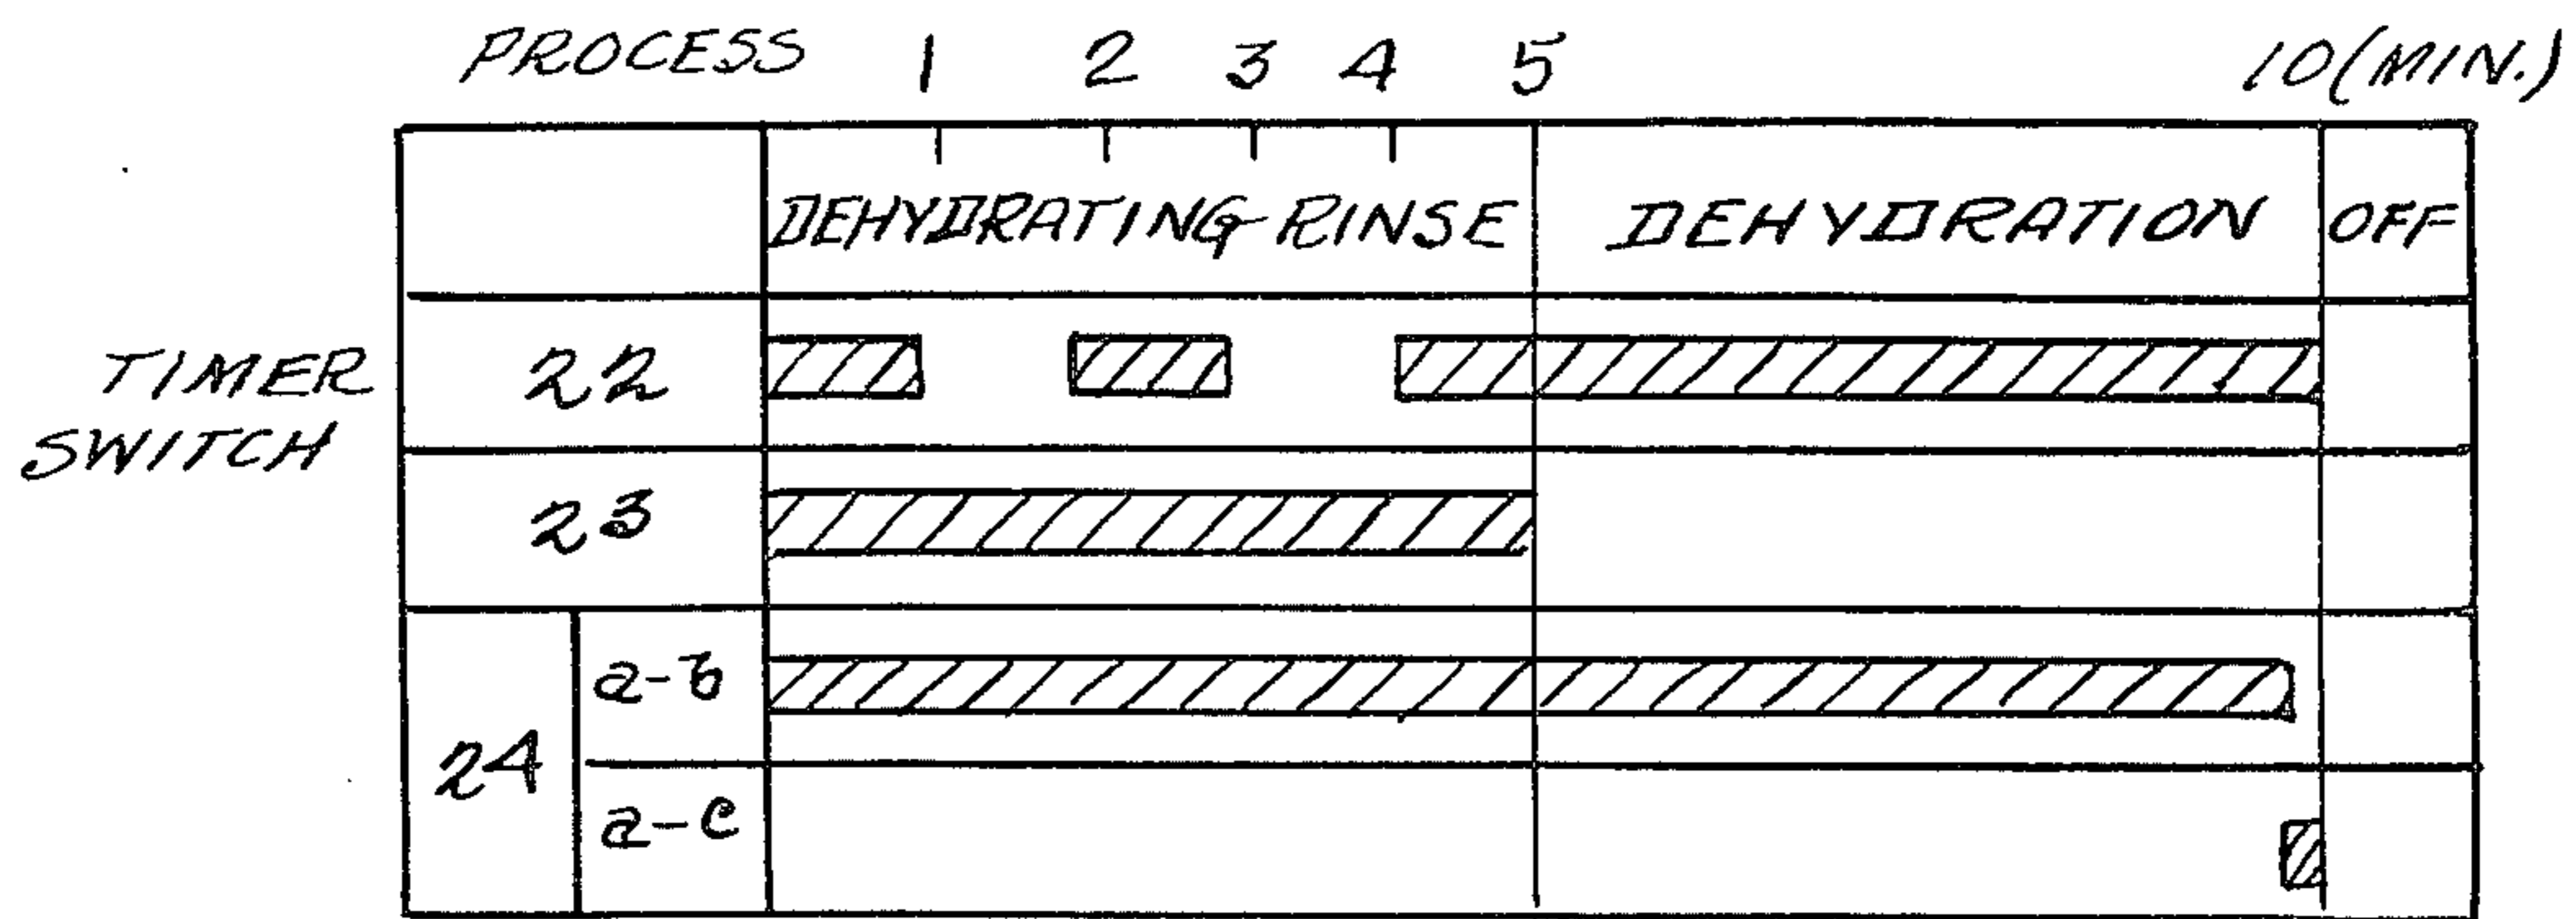 PROCESS 1 2 3 4 5 10 (MIN.)
DEHYDRATING RINSE DEHYDRATION OFF
TIMER
SWITCH
22
23
24
a-b
a-c